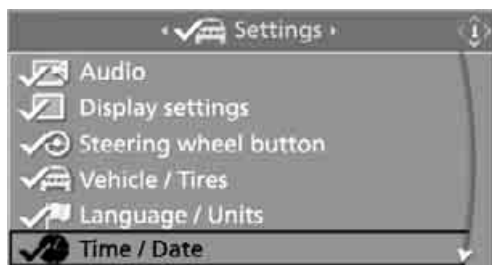 Settings
Audio
Display settings
Steering wheel button
Vehicle / Tires
Language / Units
Time / Date